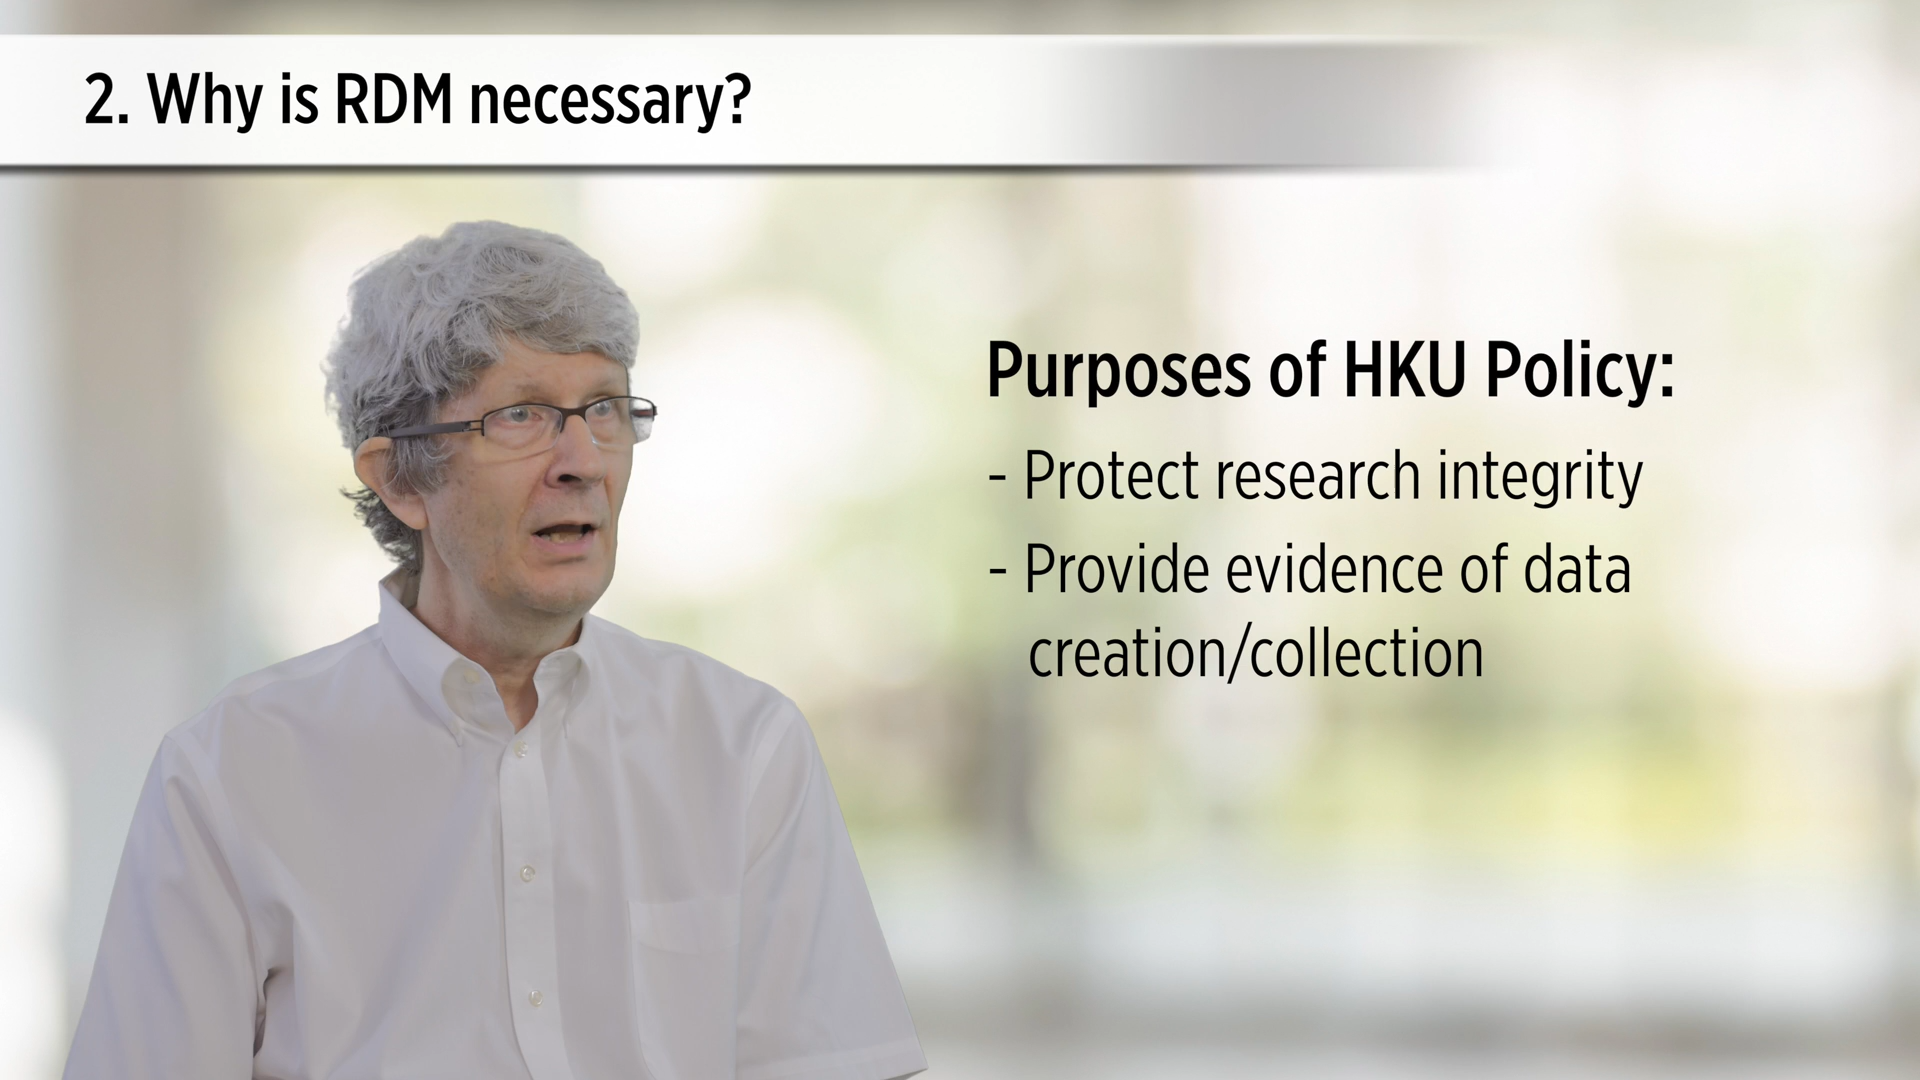 2. Why is RDM necessary?
Purposes of HKU Policy:
- Protect research integrity
- Provide evidence of data
creation/collection